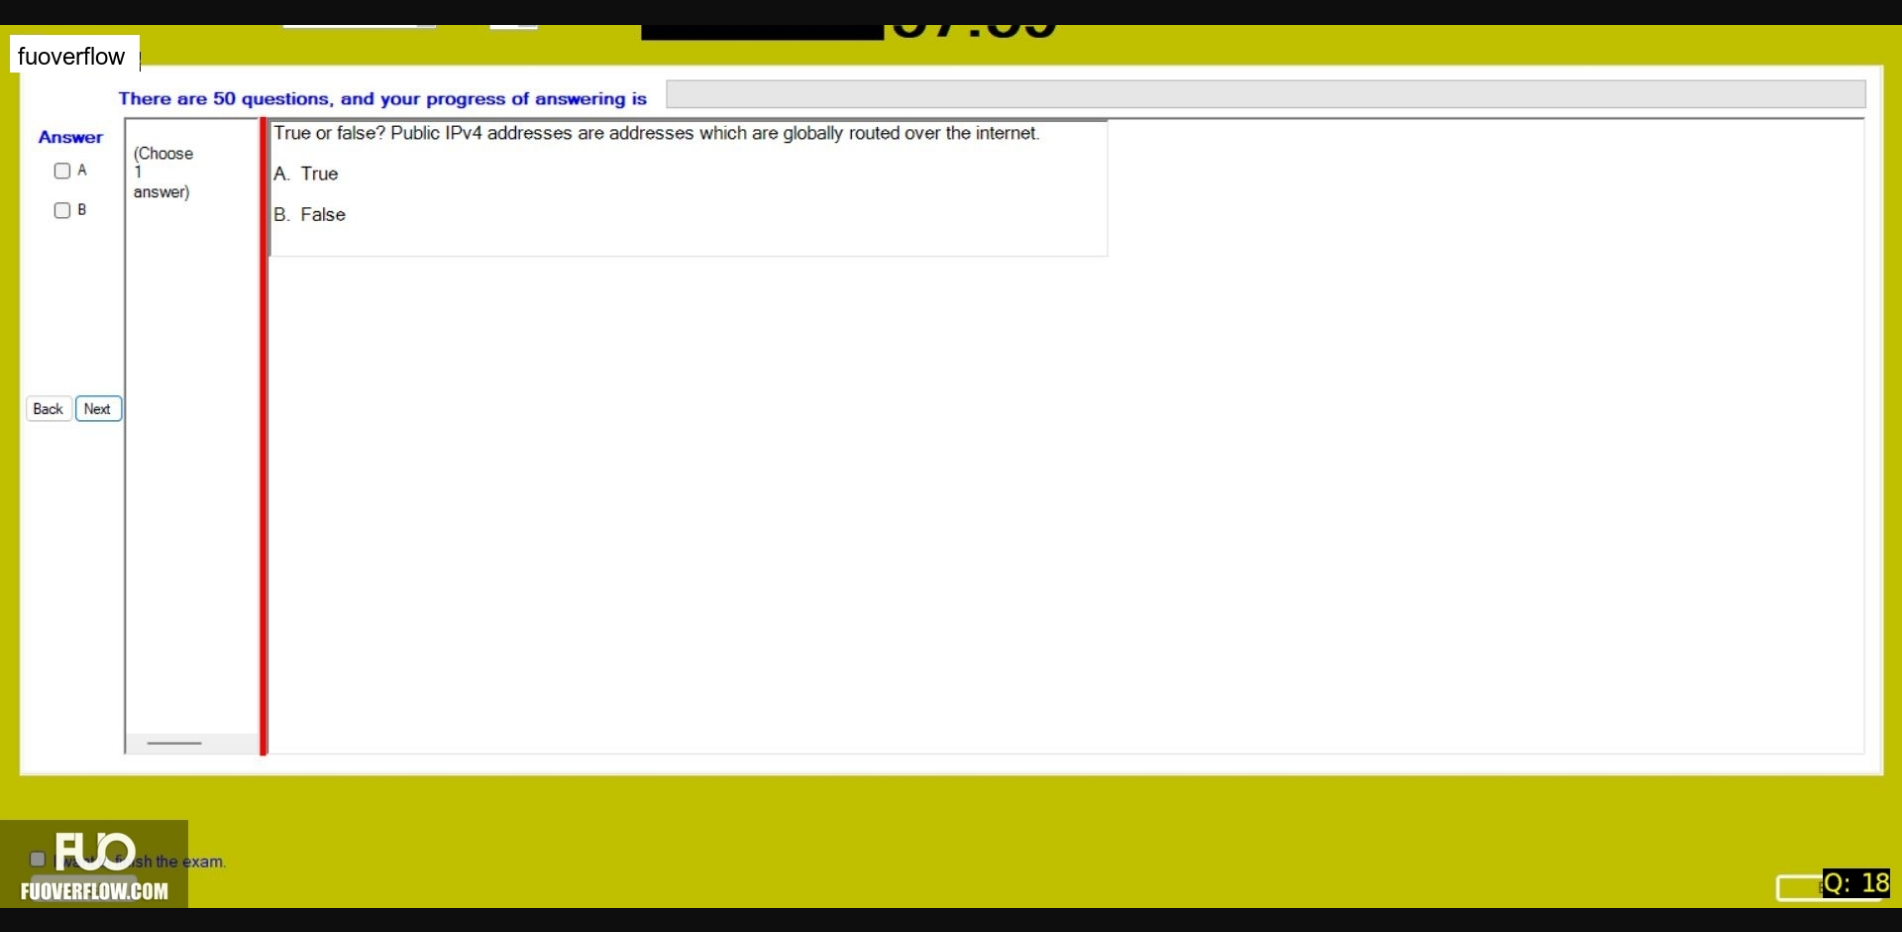 fuoverflow
There are 50 questions, and your progress of answering is
Answer
A
B
(Choose
1
answer)
True or false? Public IPv4 addresses are addresses which are globally routed over the internet.
A. True
B. False
Back Next
FUO
sh the exam.
FUOVERFLOW.COM
Q: 18